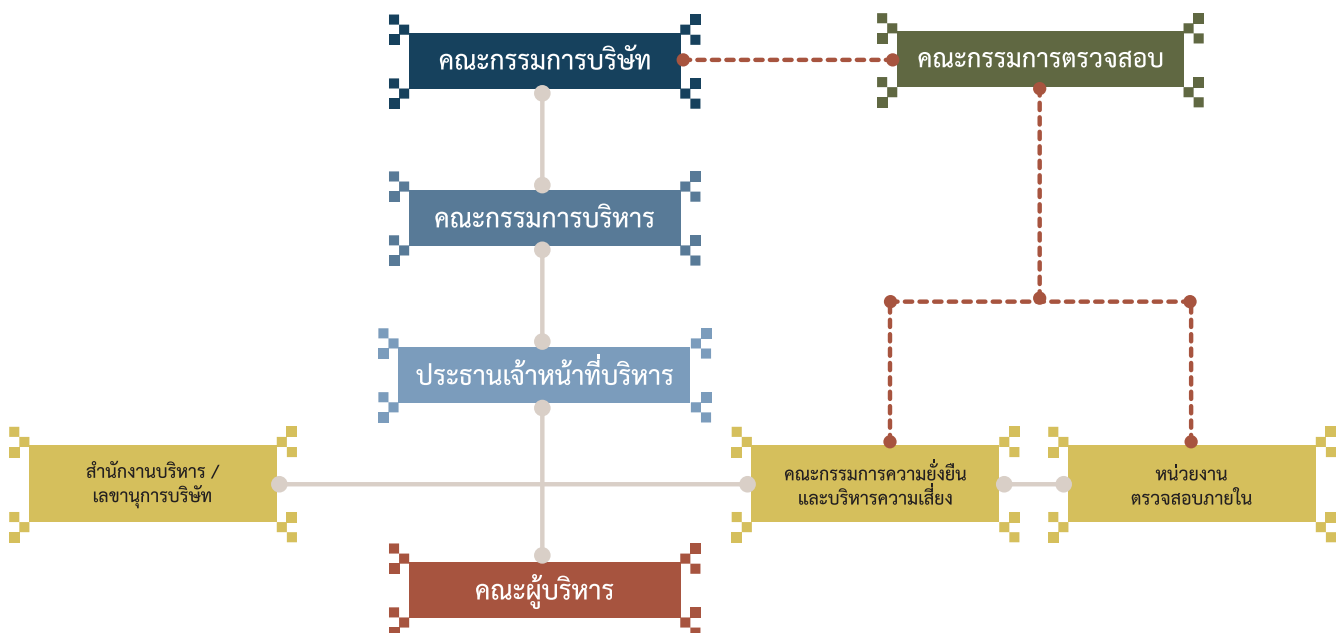 คณะกรรมการบริษัท
คณะกรรมการตรวจสอบ
คณะกรรมการบริหาร
ประธานเจ้าหน้าที่บริหาร
สำนักงานบริหาร /
เลขานุการบริษัท
คณะกรรมการความยั่งยืน
และบริหารความเสี่ยง
หน่วยงาน
ตรวจสอบภายใน
คณะผู้บริหาร